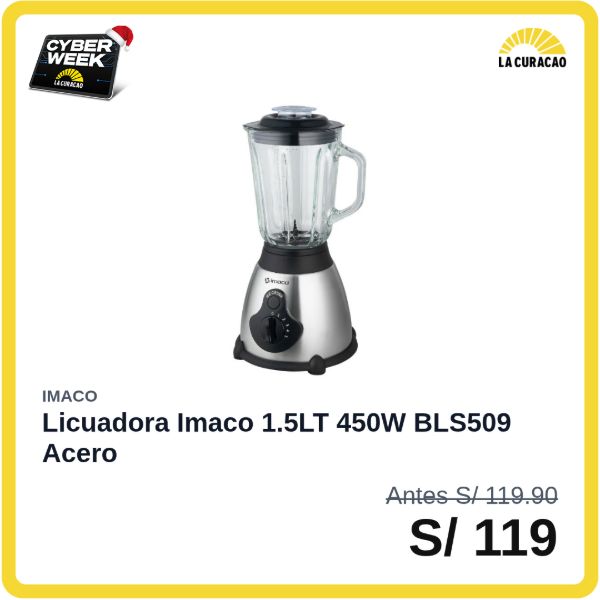 CYBER
WEEK
LA CURACAO
LA CURACAO
imaco
IMACO
Licuadora Imaco 1.5LT 450W BLS509
Acero
Antes S/ 119.90
S/ 119